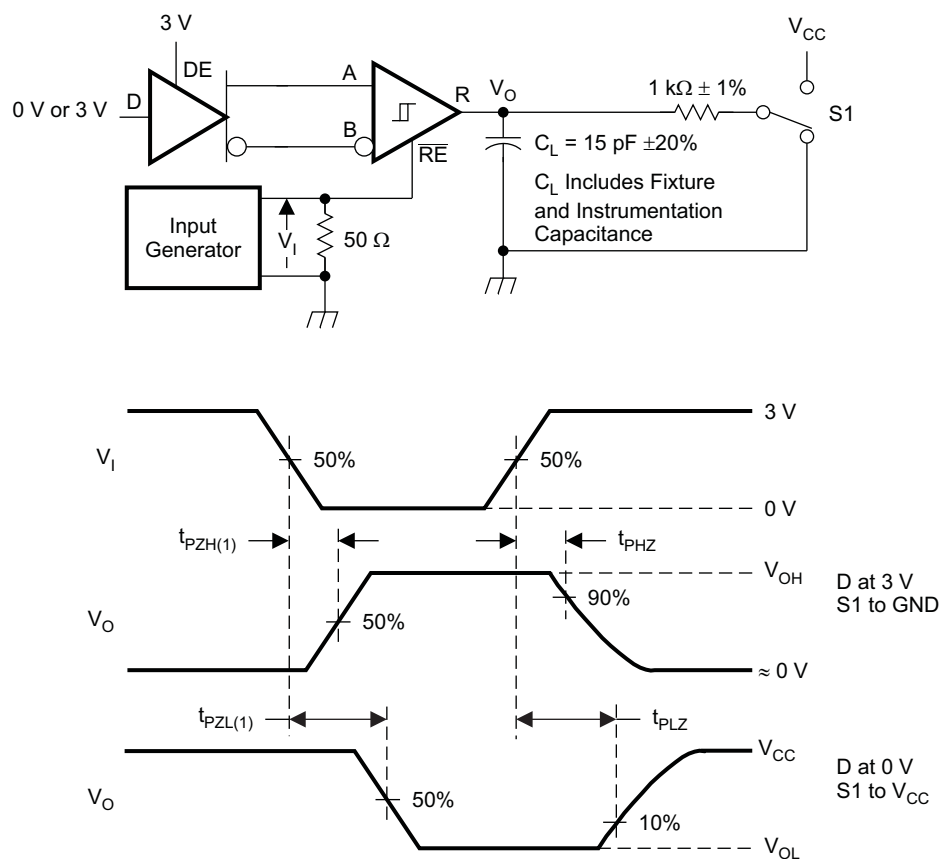 3 V
DE
D
0 V or 3 V
A
B
R
RE
V_O
1 kΩ ± 1%
V_CC
S1
C_L = 15 pF ±20%
C_L Includes Fixture
and Instrumentation
Capacitance
Input
Generator
V_I
50 Ω
V_I
50%
50%
3 V
0 V
t_PZH(1)
t_PHZ
V_O
50%
90%
V_OH
≈ 0 V
D at 3 V
S1 to GND
t_PZL(1)
t_PLZ
V_O
50%
10%
V_CC
V_OL
D at 0 V
S1 to V_CC